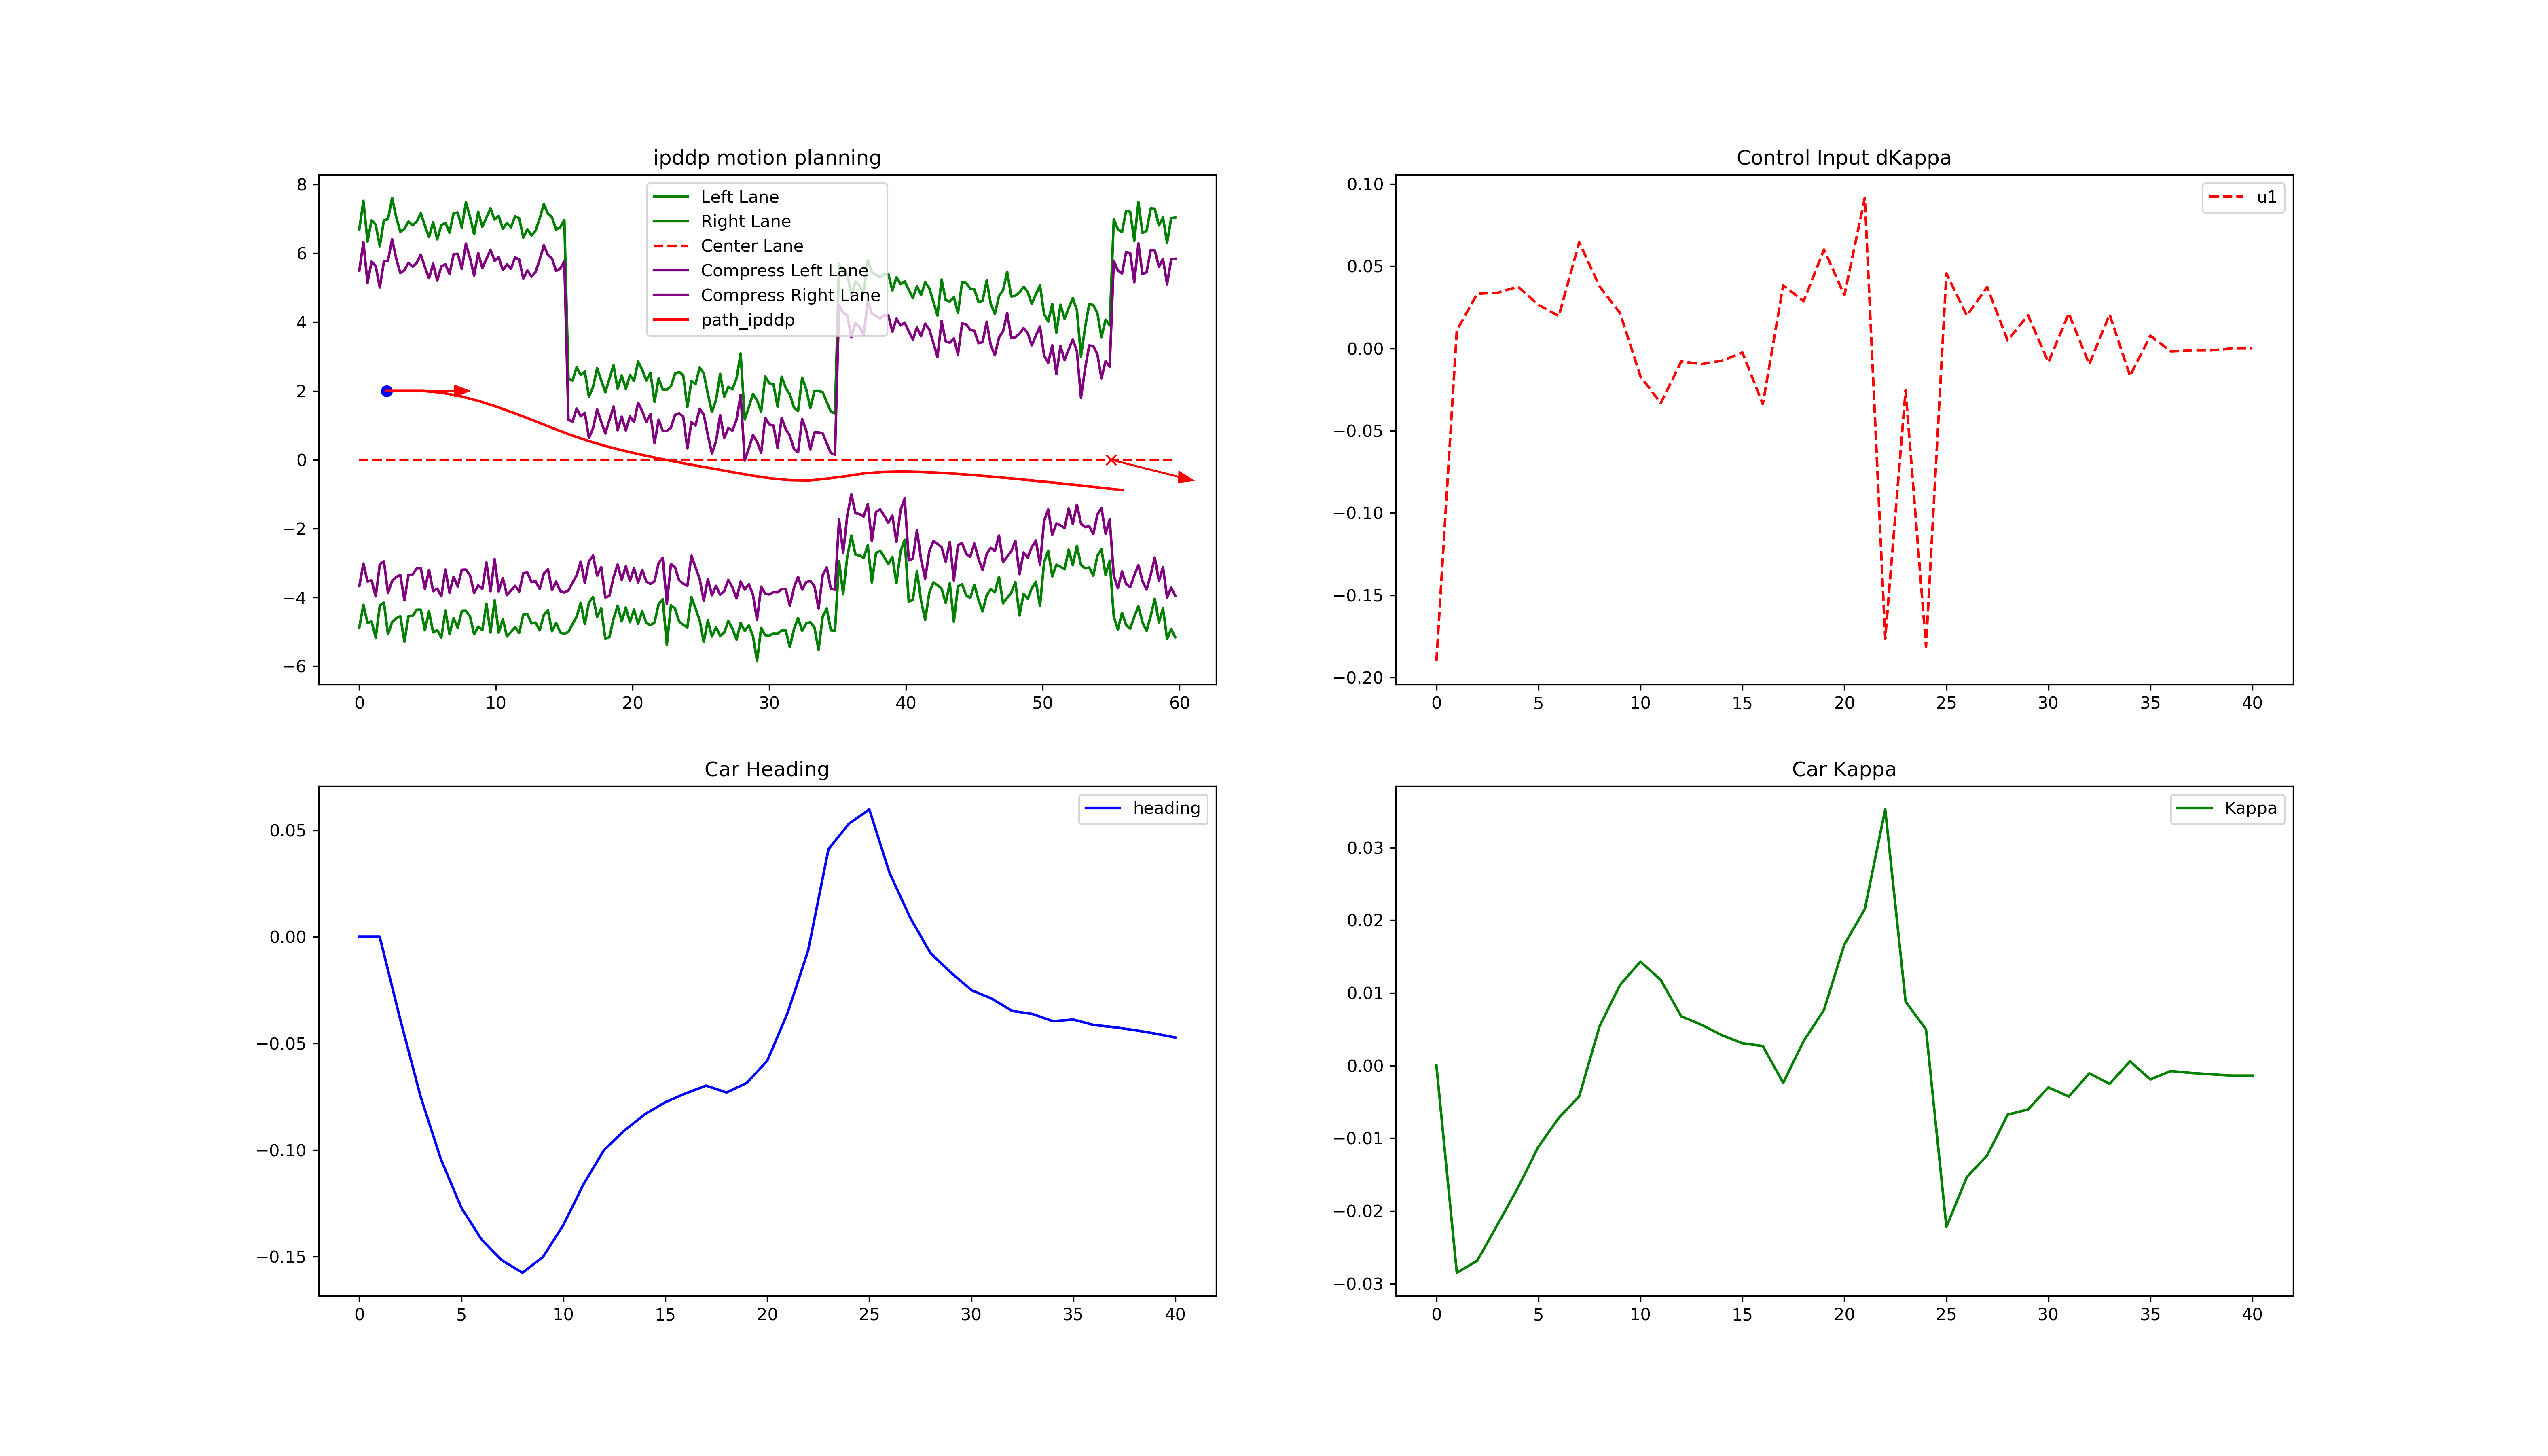 ipddp motion planning
8
6
4
2
0
−2
−4
−6
Left Lane
Right Lane
Center Lane
Compress Left Lane
Compress Right Lane
path_ipddp
0 10 20 30 40 50 60
Control Input dKappa
0.10
0.05
0.00
−0.05
−0.10
−0.15
−0.20
u1
0 5 10 15 20 25 30 35 40
Car Heading
0.05
0.00
−0.05
−0.10
−0.15
heading
0 5 10 15 20 25 30 35 40
Car Kappa
0.03
0.02
0.01
0.00
−0.01
−0.02
−0.03
Kappa
0 5 10 15 20 25 30 35 40